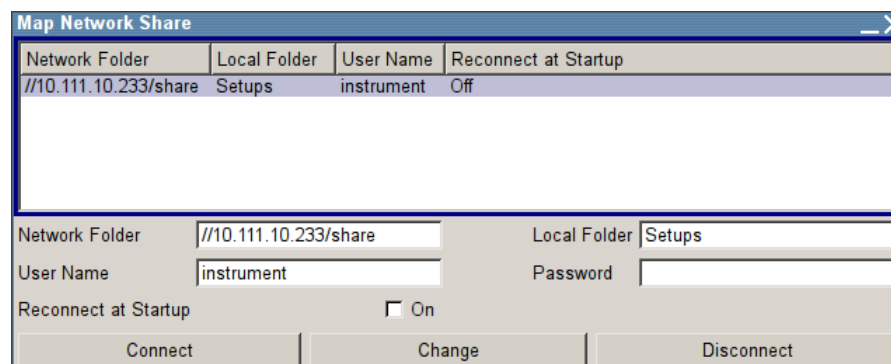 Map Network Share
Network Folder Local Folder User Name Reconnect at Startup
//10.111.10.233/share Setups instrument Off
Network Folder //10.111.10.233/share Local Folder Setups
User Name instrument Password
Reconnect at Startup On
Connect Change Disconnect